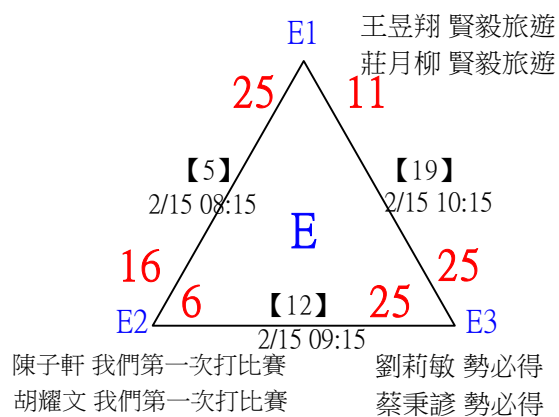 E1
王昱翔 賢毅旅遊
莊月柳 賢毅旅遊
25
11
【5】
2/15 08:15
【19】
2/15 10:15
E
16
25
E2
6
【12】
25
E3
2/15 09:15
陳子軒 我們第一次打比賽
胡耀文 我們第一次打比賽
劉莉敏 勢必得
蔡秉諺 勢必得